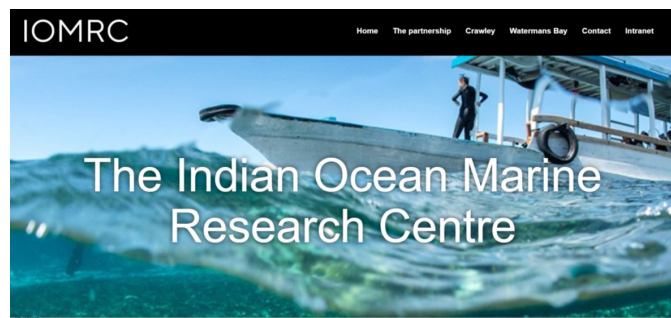 IOMRC
Home The partnership Crawley Watermans Bay Contact Intranet
The Indian Ocean Marine
Research Centre